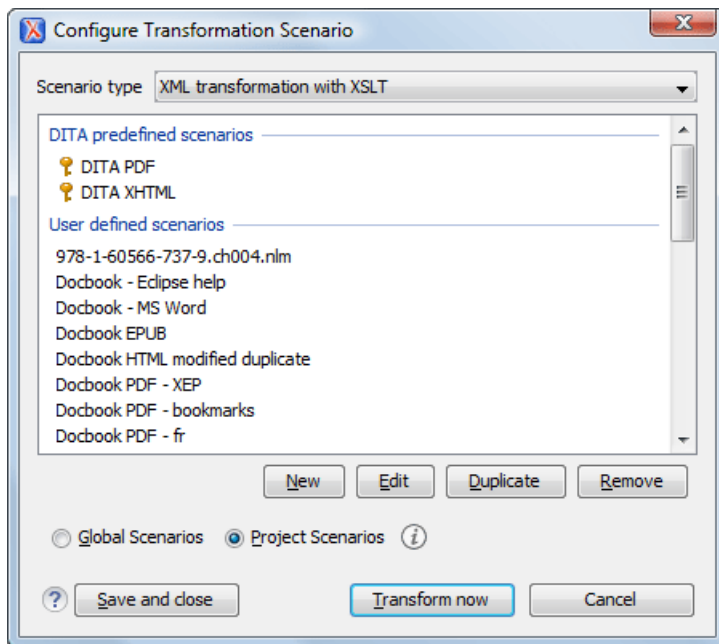 Configure Transformation Scenario
Scenario type XML transformation with XSLT
DITA predefined scenarios
DITA PDF
DITA XHTML
User defined scenarios
978-1-60566-737-9.ch004.nlm
Docbook - Eclipse help
Docbook - MS Word
Docbook EPUB
Docbook HTML modified duplicate
Docbook PDF - XEP
Docbook PDF - bookmarks
Docbook PDF - fr
New Edit Duplicate Remove
Global Scenarios Project Scenarios i
? Save and close Transform now Cancel